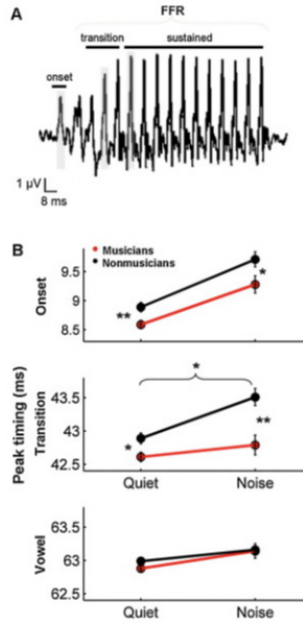 A
FFR
transition sustained
onset
1 µV
8 ms
B
Musicians
Nonmusicians
Onset
9.5
9
8.5
**
*
Peak timing (ms)
Transition
43.5
43
42.5
*
*
**
Quiet Noise
Vowel
63.5
63
62.5
Quiet Noise